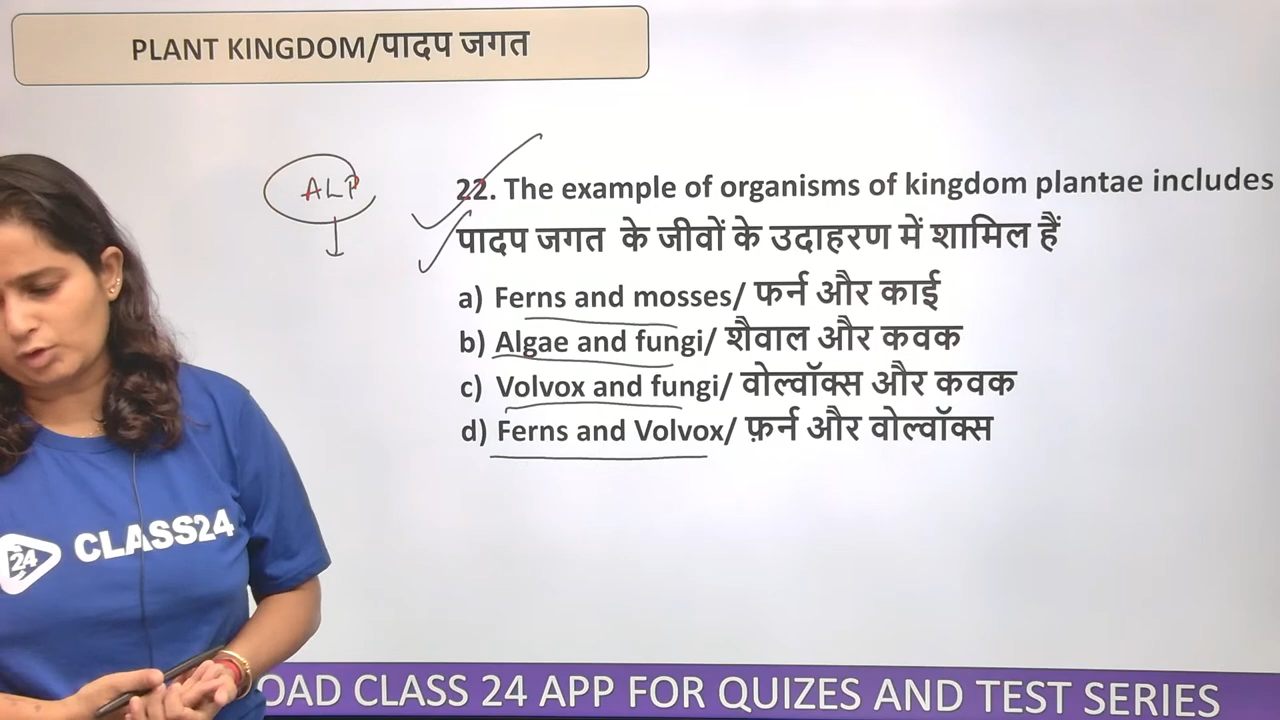 PLANT KINGDOM/पादप जगत
ALP
22. The example of organisms of kingdom plantae includes
पादप जगत के जीवों के उदाहरण में शामिल हैं
a) Ferns and mosses/ फर्न और काई
b) Algae and fungi/ शैवाल और कवक
c) Volvox and fungi/ वोल्वॉक्स और कवक
d) Ferns and Volvox/ फ़र्न और वोल्वॉक्स
24 CLASS24
OAD CLASS 24 APP FOR QUIZES AND TEST SERIES